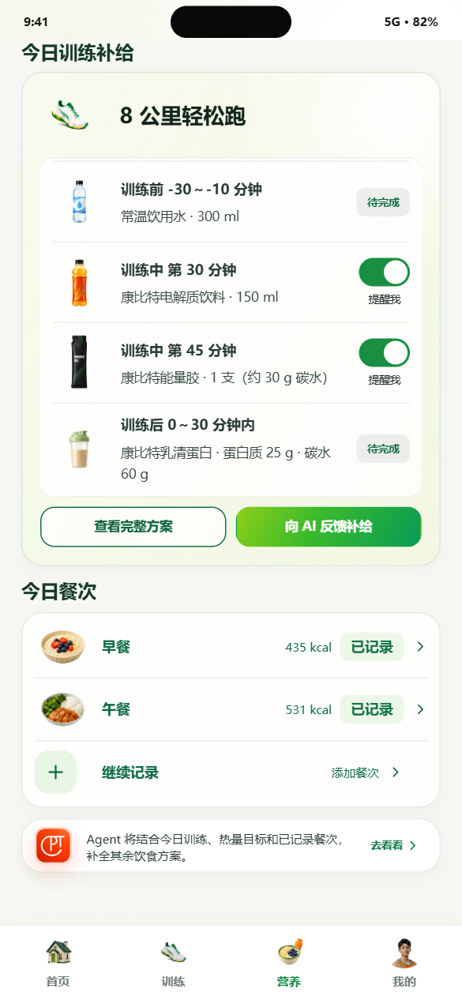 9:41
5G • 82%
今日训练补给
8 公里轻松跑
训练前 -30 ~ -10 分钟
常温饮用水 · 300 ml
待完成
训练中 第 30 分钟
康比特电解质饮料 · 150 ml
提醒我
训练中 第 45 分钟
康比特能量胶 · 1 支（约 30 g 碳水）
提醒我
训练后 0 ~ 30 分钟内
康比特乳清蛋白 · 蛋白质 25 g · 碳水
60 g
待完成
查看完整方案
向 AI 反馈补给
今日餐次
早餐
435 kcal
已记录
午餐
531 kcal
已记录
继续记录
添加餐次
CPT
Agent 将结合今日训练、热量目标和已记录餐次，
补全其余饮食方案。
去看看
首页
训练
营养
我的